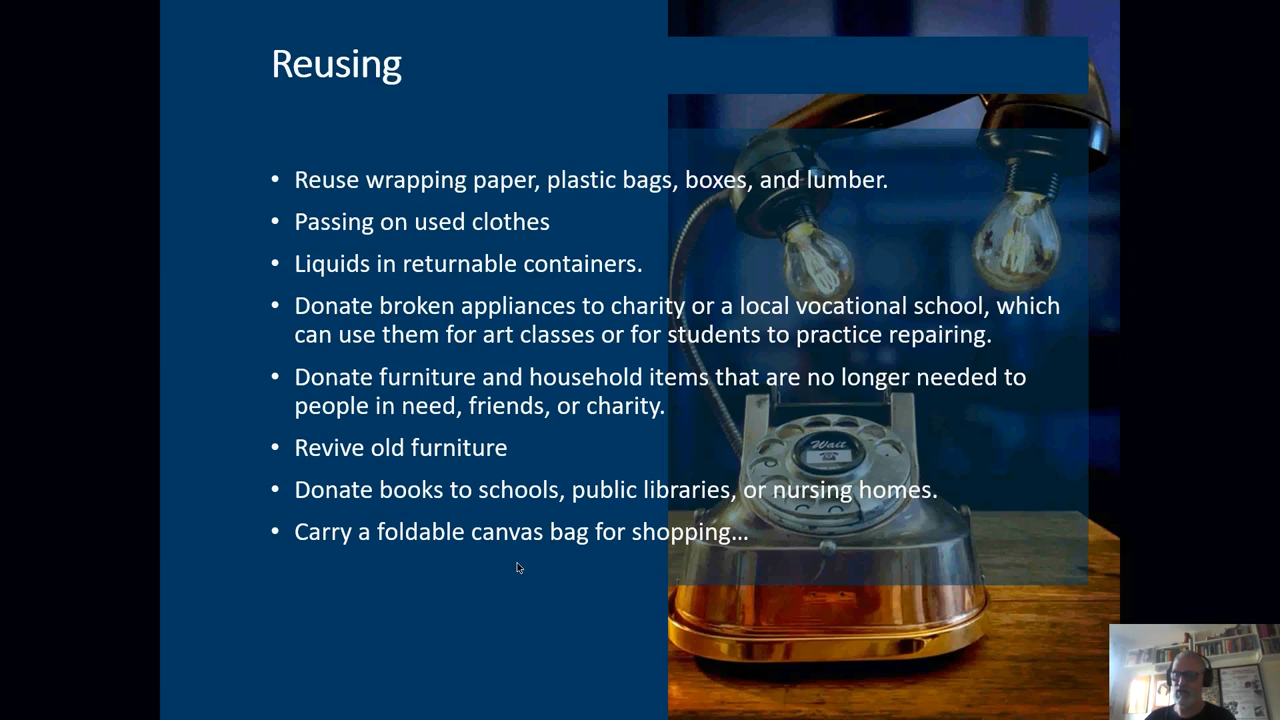 Reusing
• Reuse wrapping paper, plastic bags, boxes, and lumber.
• Passing on used clothes
• Liquids in returnable containers.
• Donate broken appliances to charity or a local vocational school, which
can use them for art classes or for students to practice repairing.
• Donate furniture and household items that are no longer needed to
people in need, friends, or charity.
• Revive old furniture
Wait
• Donate books to schools, public libraries, or nursing homes.
• Carry a foldable canvas bag for shopping…